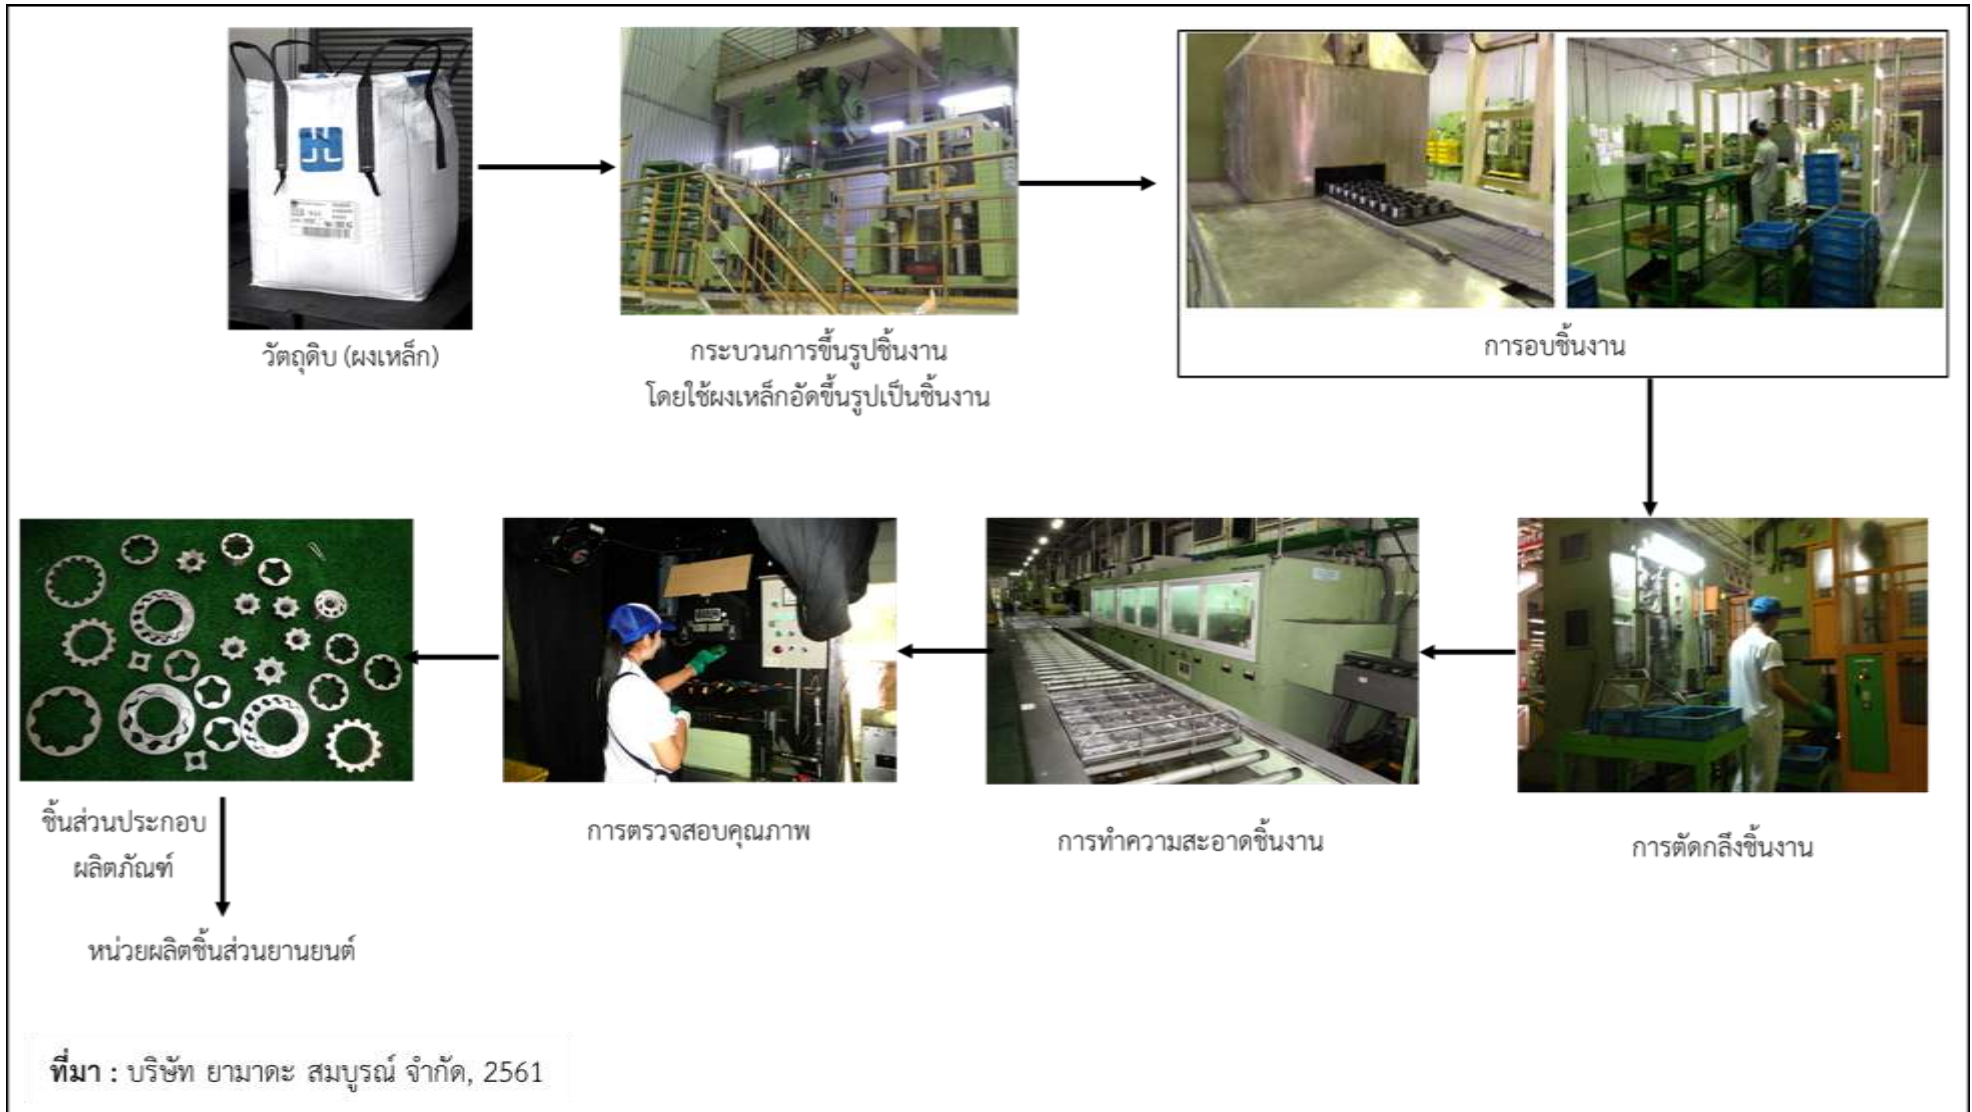 วัตถุดิบ (ผงเหล็ก)
กระบวนการขึ้นรูปชิ้นงาน
โดยใช้ผงเหล็กอัดขึ้นรูปเป็นชิ้นงาน
การอบชิ้นงาน
ชิ้นส่วนประกอบ
ผลิตภัณฑ์
การตรวจสอบคุณภาพ
การทำความสะอาดชิ้นงาน
การตัดกลึงชิ้นงาน
หน่วยผลิตชิ้นส่วนยานยนต์
ที่มา : บริษัท ยามาดะ สมบูรณ์ จำกัด, 2561